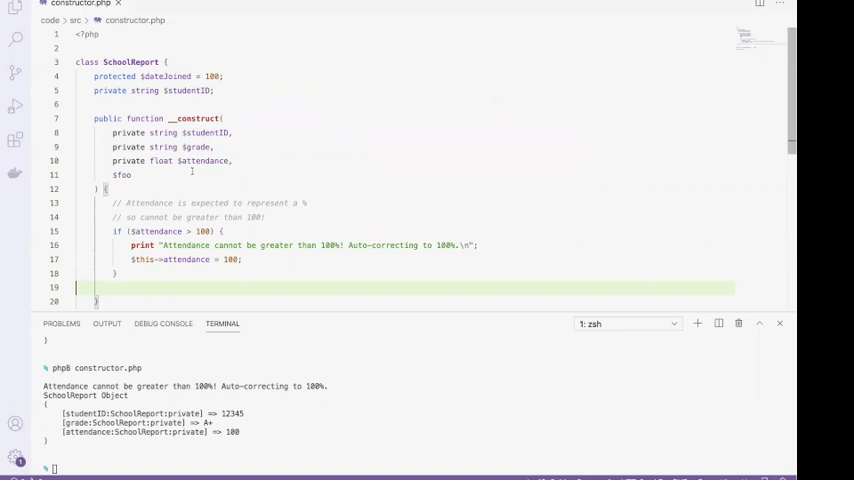 constructor.php ×
code > src > constructor.php
1 <?php
2
3 class SchoolReport {
4 protected $dateJoined = 100;
5 private string $studentID;
6
7 public function __construct(
8 private string $studentID,
9 private string $grade,
10 private float $attendance,
11 $foo
12 ) {
13 // Attendance is expected to represent a %
14 // so cannot be greater than 100!
15 if ($attendance > 100) {
16 print "Attendance cannot be greater than 100%! Auto-correcting to 100%.\n";
17 $this->attendance = 100;
18 }
19
20 }
PROBLEMS OUTPUT DEBUG CONSOLE TERMINAL 1: zsh
)
% php8 constructor.php
Attendance cannot be greater than 100%! Auto-correcting to 100%.
SchoolReport Object
(
[studentID:SchoolReport:private] => 12345
[grade:SchoolReport:private] => A+
[attendance:SchoolReport:private] => 100
)
%
1